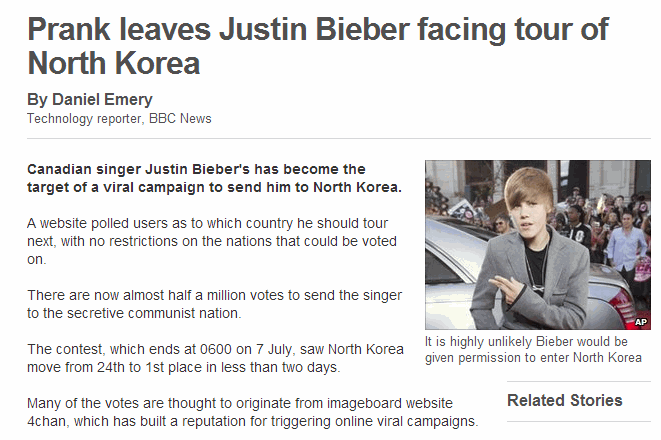 Prank leaves Justin Bieber facing tour of
North Korea
By Daniel Emery
Technology reporter, BBC News
Canadian singer Justin Bieber's has become the
target of a viral campaign to send him to North Korea.
A website polled users as to which country he should tour
next, with no restrictions on the nations that could be voted
on.
There are now almost half a million votes to send the singer
to the secretive communist nation.
The contest, which ends at 0600 on 7 July, saw North Korea
move from 24th to 1st place in less than two days.
Many of the votes are thought to originate from imageboard website
4chan, which has built a reputation for triggering online viral campaigns.
AP
It is highly unlikely Bieber would be
given permission to enter North Korea
Related Stories